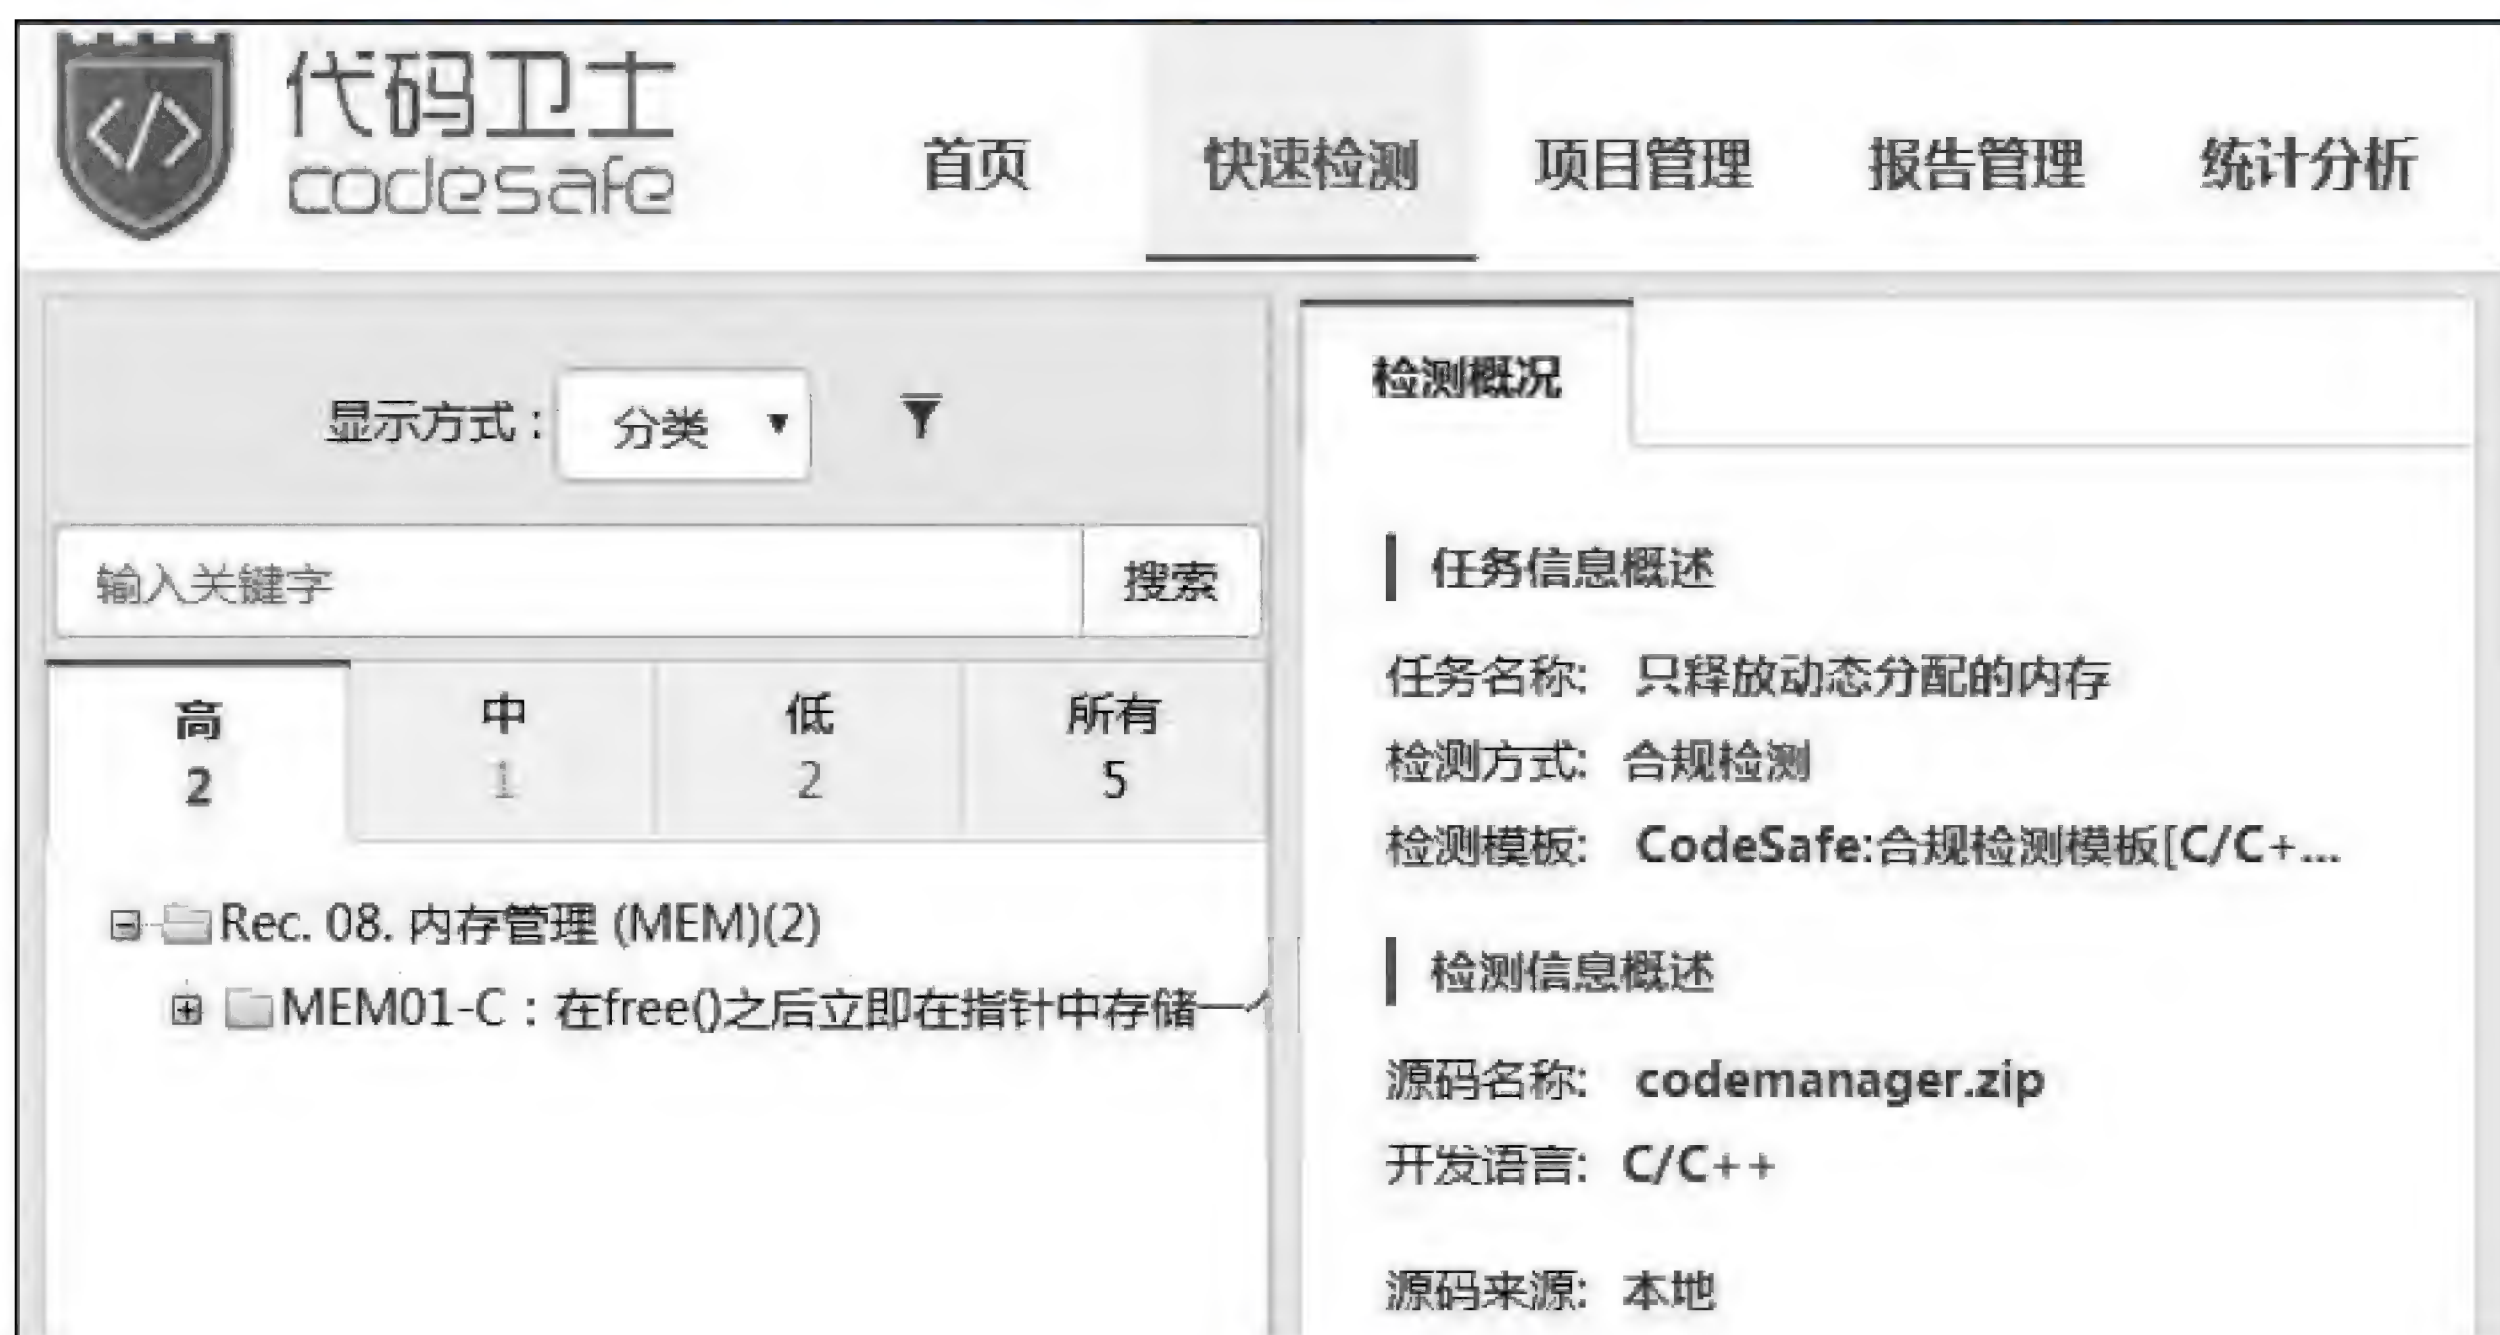 代码卫士
codesafe
首页 快速检测 项目管理 报告管理 统计分析
显示方式： 分类
输入关键字 搜索
高 中 低 所有
2 1 2 5
Rec. 08. 内存管理 (MEM)(2)
MEM01-C：在free()之后立即在指针中存储一
检测概况
任务信息概述
任务名称: 只释放动态分配的内存
检测方式: 合规检测
检测模板: CodeSafe:合规检测模板[C/C+...
检测信息概述
源码名称: codemanager.zip
开发语言: C/C++
源码来源: 本地